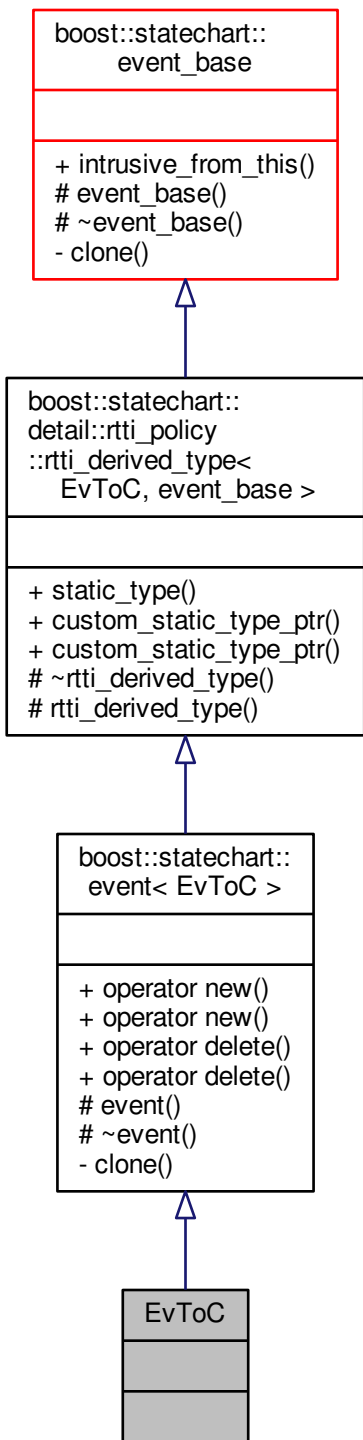 boost::statechart::
event_base
+ intrusive_from_this()
# event_base()
# ~event_base()
- clone()
boost::statechart::
detail::rtti_policy
::rtti_derived_type<
EvToC, event_base >
+ static_type()
+ custom_static_type_ptr()
+ custom_static_type_ptr()
# ~rtti_derived_type()
# rtti_derived_type()
boost::statechart::
event< EvToC >
+ operator new()
+ operator new()
+ operator delete()
+ operator delete()
# event()
# ~event()
- clone()
EvToC